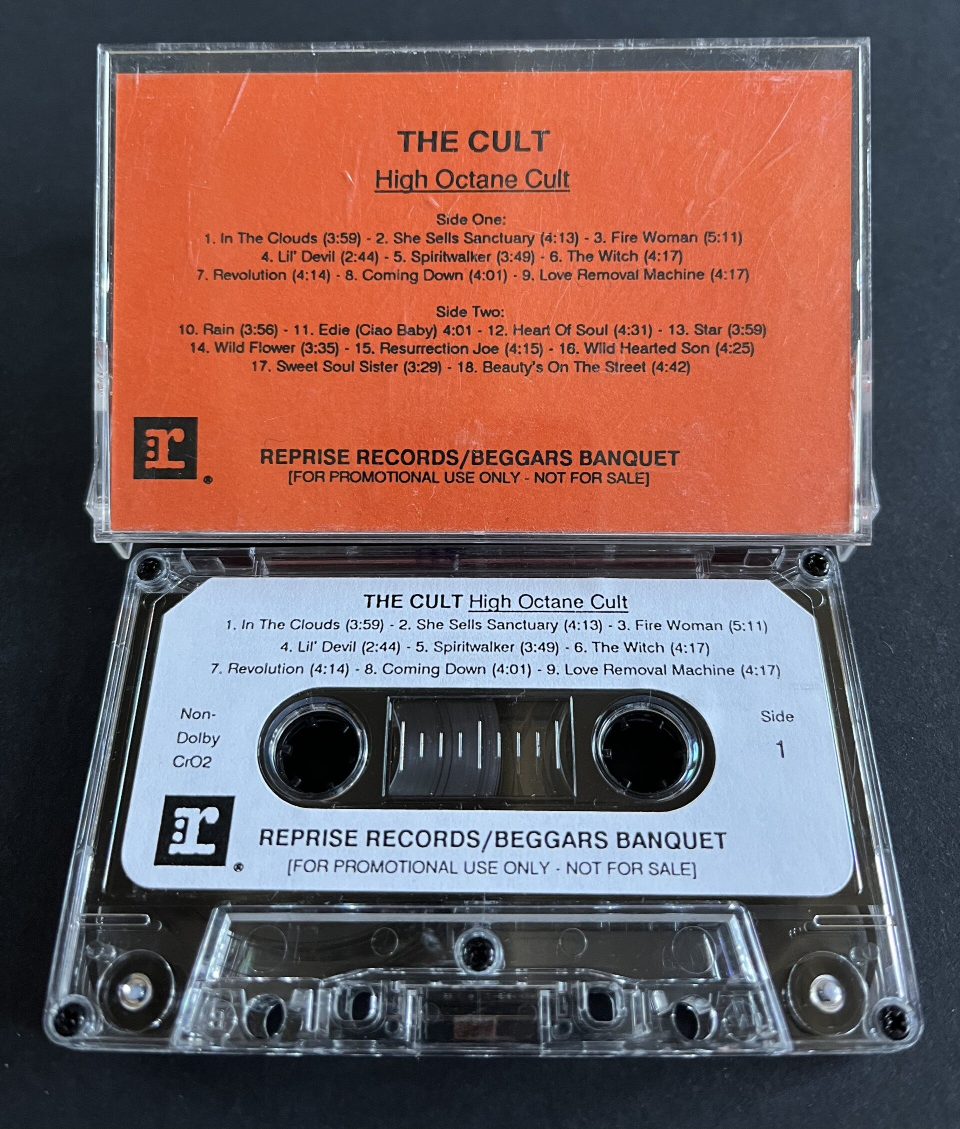 THE CULT
High Octane Cult
Side One:
1. In The Clouds (3:59) - 2. She Sells Sanctuary (4:13) - 3. Fire Woman (5:11)
4. Lil' Devil (2:44) - 5. Spiritwalker (3:49) - 6. The Witch (4:17)
7. Revolution (4:14) - 8. Coming Down (4:01) - 9. Love Removal Machine (4:17)
Side Two:
10. Rain (3:56) - 11. Edie (Ciao Baby) 4:01 - 12. Heart Of Soul (4:31) - 13. Star (3:59)
14. Wild Flower (3:35) - 15. Resurrection Joe (4:15) - 16. Wild Hearted Son (4:25)
17. Sweet Soul Sister (3:29) - 18. Beauty's On The Street (4:42)
:r ®
REPRISE RECORDS/BEGGARS BANQUET
[FOR PROMOTIONAL USE ONLY - NOT FOR SALE]
THE CULT High Octane Cult
1. In The Clouds (3:59) - 2. She Sells Sanctuary (4:13) - 3. Fire Woman (5:11)
4. Lil' Devil (2:44) - 5. Spiritwalker (3:49) - 6. The Witch (4:17)
7. Revolution (4:14) - 8. Coming Down (4:01) - 9. Love Removal Machine (4:17)
Non-
Dolby
CrO2
Side
1
:r ®
REPRISE RECORDS/BEGGARS BANQUET
[FOR PROMOTIONAL USE ONLY - NOT FOR SALE]